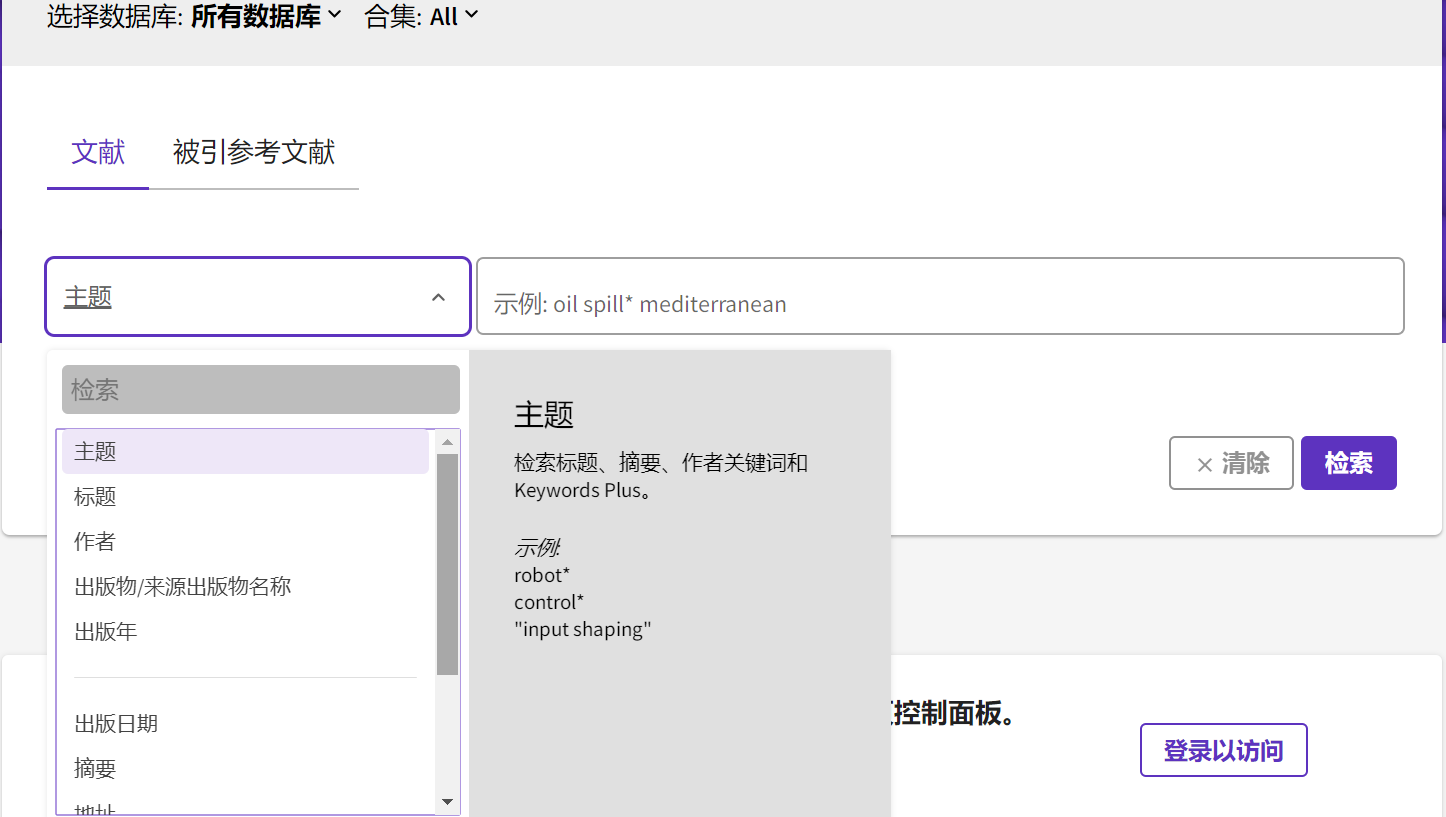 选择数据库: 所有数据库 合集: All
文献 被引参考文献
主题
示例: oil spill* mediterranean
检索
主题
标题
作者
出版物/来源出版物名称
出版年
出版日期
摘要
地址
主题
检索标题、摘要、作者关键词和
Keywords Plus。
示例:
robot*
control*
"input shaping"
× 清除
检索
控制面板。
登录以访问